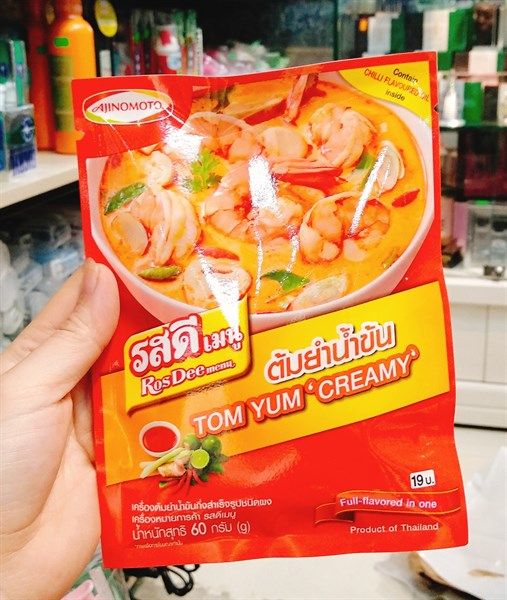 AJINOMOTO
Contain
CHILLI FLAVOURED OIL
inside
รสดี เมนู
RosDee menu
ต้มยำน้ำข้น
TOM YUM 'CREAMY'
19 บ.
Full-flavored in one
Product of Thailand
เครื่องต้มยำน้ำข้นกึ่งสำเร็จรูปชนิดผง
เครื่องหมายการค้า รสดีเมนู
น้ำหนักสุทธิ 60 กรัม (g)